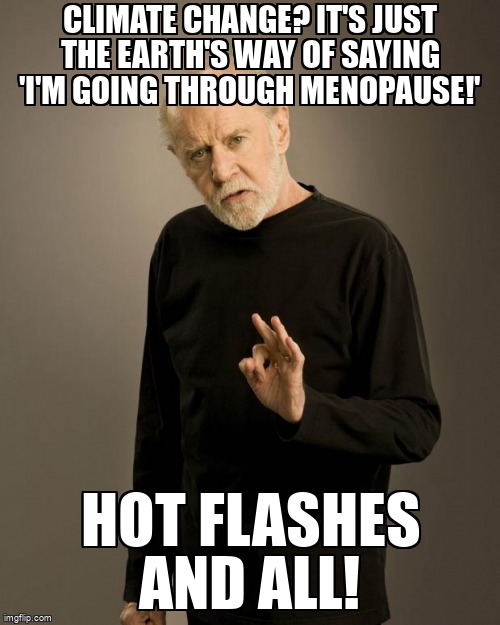 CLIMATE CHANGE? IT'S JUST
THE EARTH'S WAY OF SAYING
'I'M GOING THROUGH MENOPAUSE!'
HOT FLASHES
AND ALL!
imgflip.com